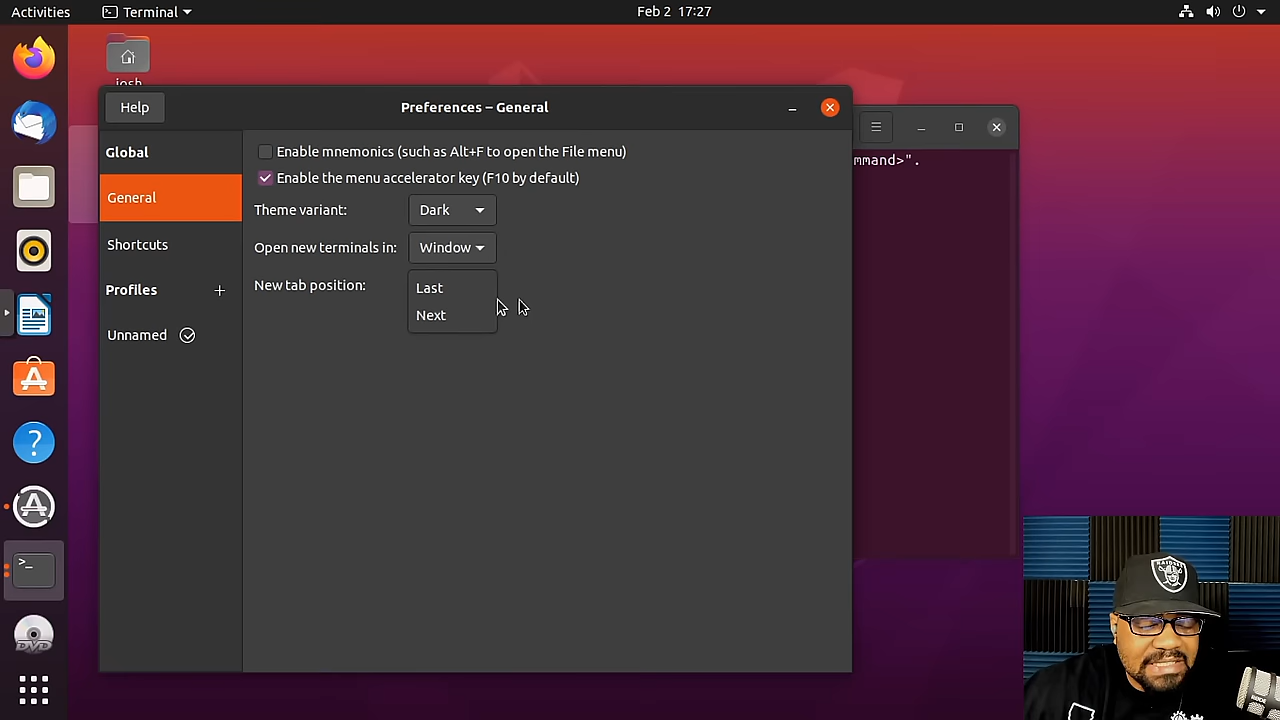 Activities
Terminal
Feb 2 17:27
josh
Help
Preferences – General
Global
Enable mnemonics (such as Alt+F to open the File menu)
mmand>".
Enable the menu accelerator key (F10 by default)
General
Theme variant:
Dark
Shortcuts
Open new terminals in:
Window
Profiles
New tab position:
Last
Next
Unnamed
RAIDERS
DVD